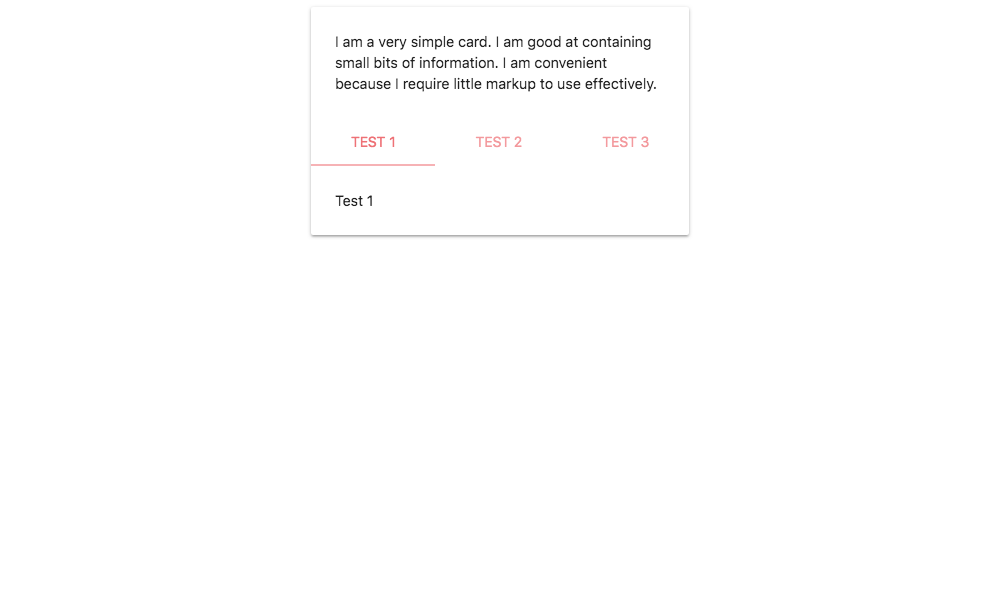 I am a very simple card. I am good at containing
small bits of information. I am convenient
because I require little markup to use effectively.
TEST 1 TEST 2 TEST 3
Test 1